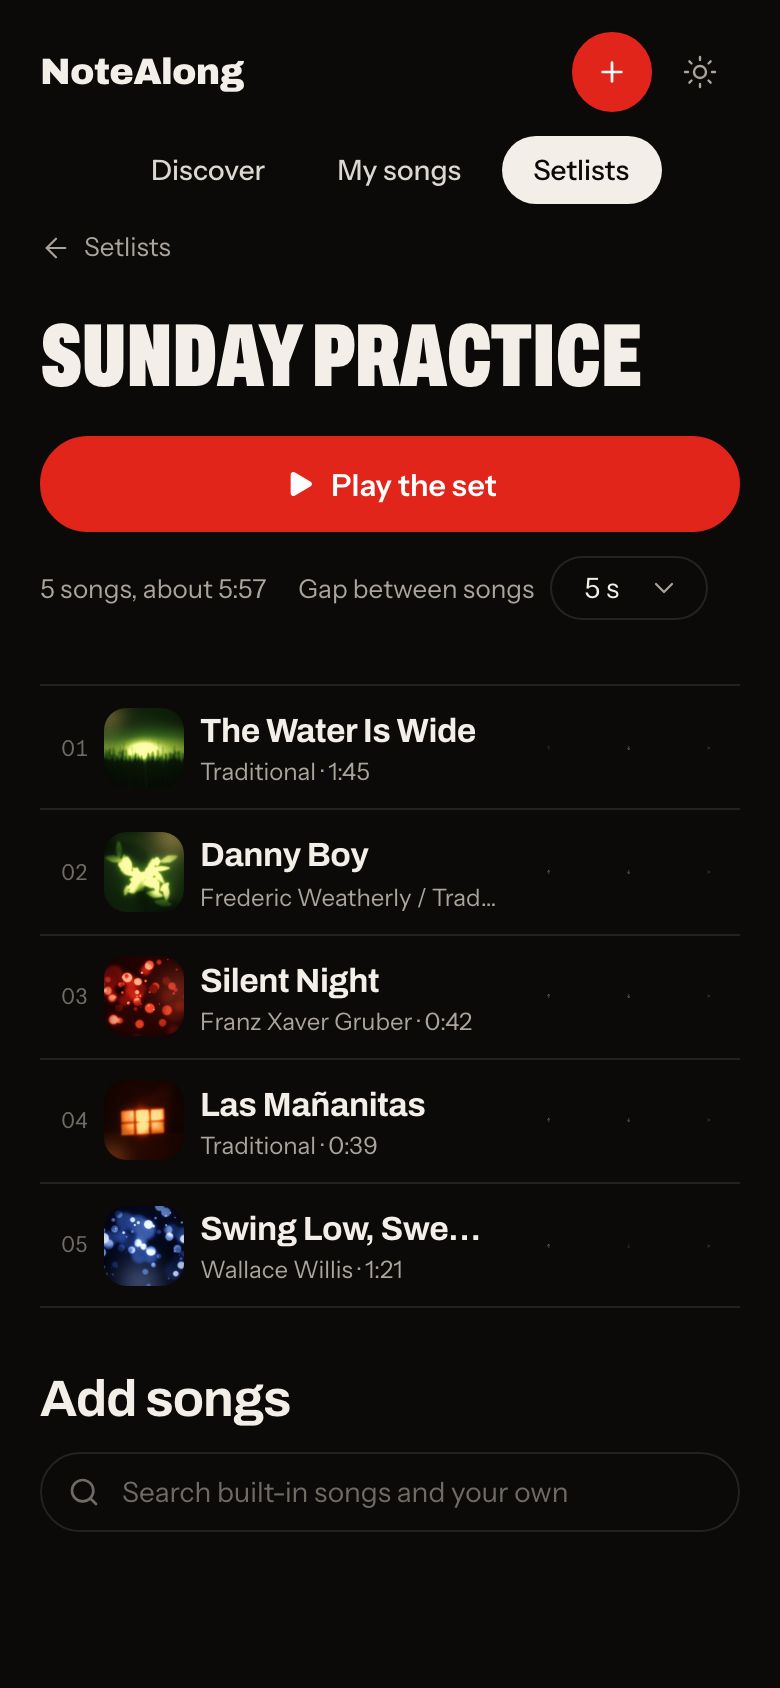 NoteAlong
Discover
My songs
Setlists
Setlists
SUNDAY PRACTICE
Play the set
5 songs, about 5:57
Gap between songs
5 s
01
The Water Is Wide
Traditional · 1:45
02
Danny Boy
Frederic Weatherly / Trad…
03
Silent Night
Franz Xaver Gruber · 0:42
04
Las Mañanitas
Traditional · 0:39
05
Swing Low, Swe…
Wallace Willis · 1:21
Add songs
Search built-in songs and your own